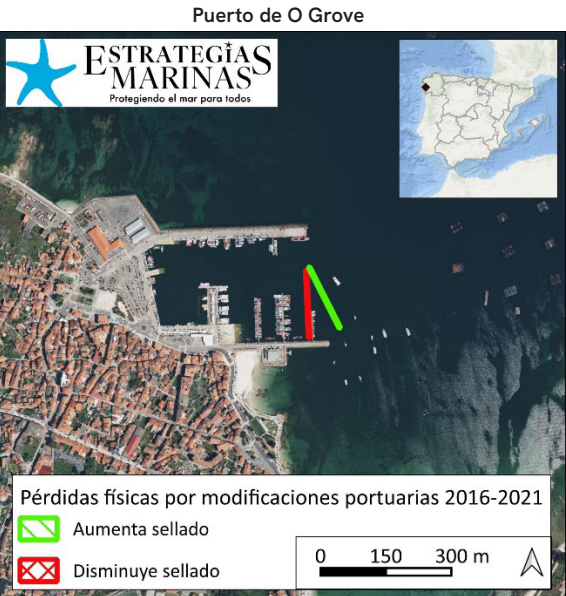 Puerto de O Grove
ESTRATEGIAS
MARINAS
Protegiendo el mar para todos
Pérdidas físicas por modificaciones portuarias 2016-2021
Aumenta sellado
Disminuye sellado
0 150 300 m